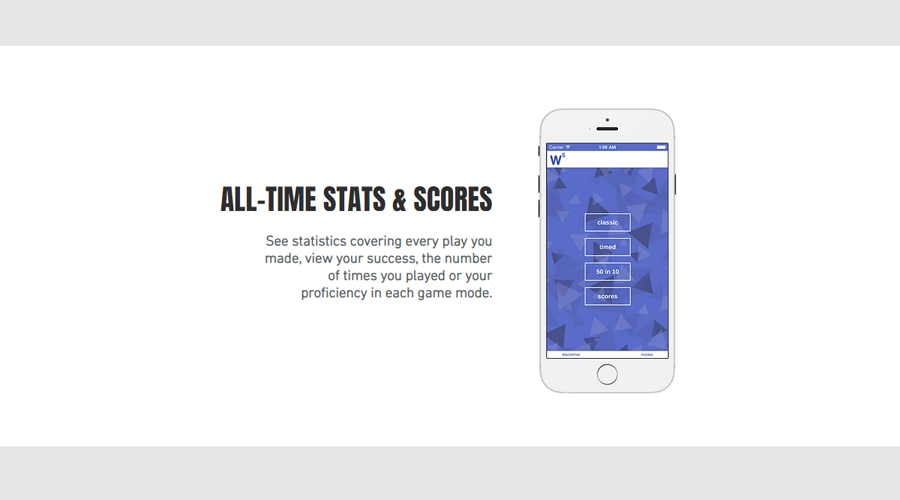 ALL-TIME STATS & SCORES
See statistics covering every play you
made, view your success, the number
of times you played or your
proficiency in each game mode.
Carrier 1:00 AM
W5
classic
timed
50 in 10
scores
disclaimer modes